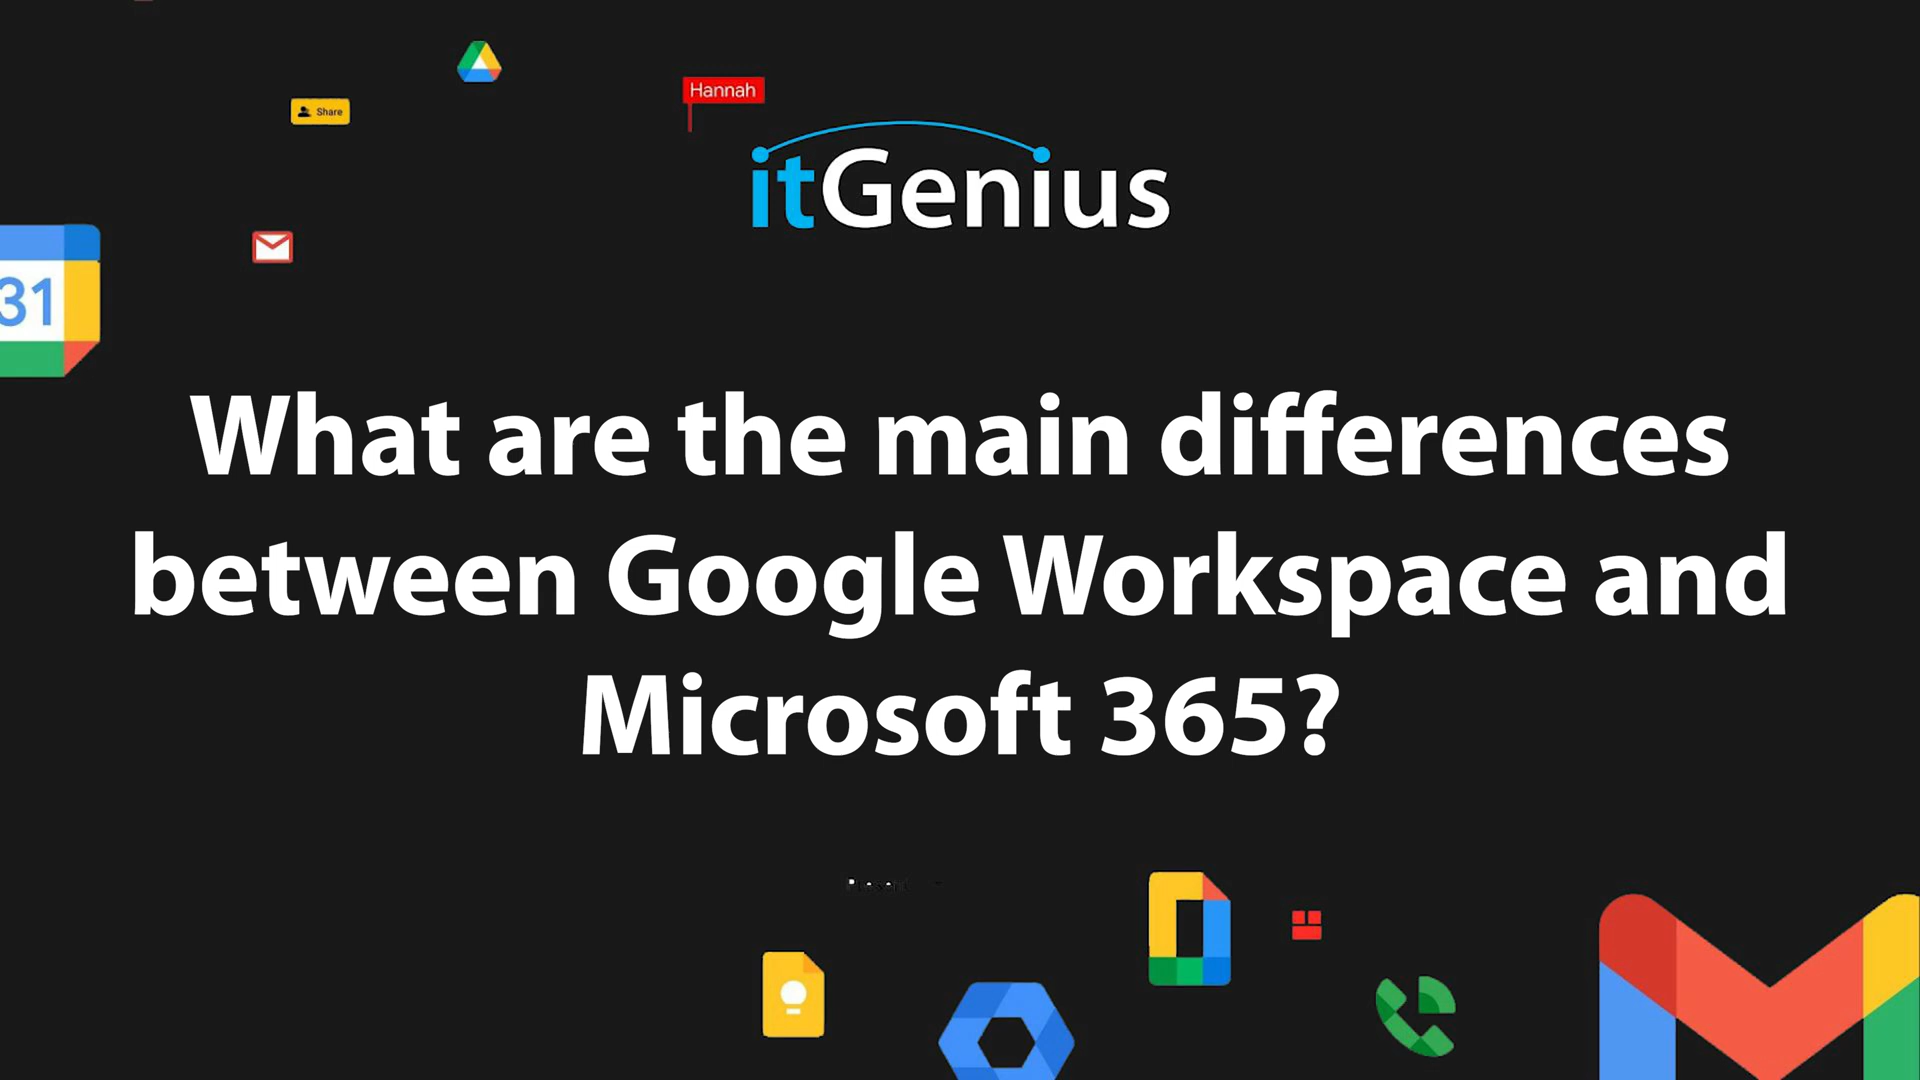 Hannah
Share
itGenius
31
What are the main differences
between Google Workspace and
Microsoft 365?